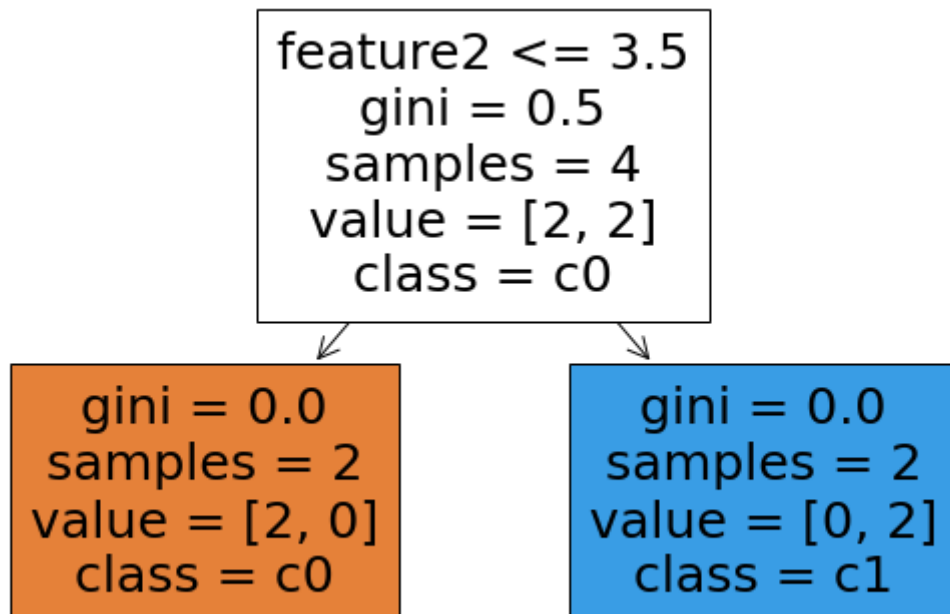 feature2 <= 3.5
gini = 0.5
samples = 4
value = [2, 2]
class = c0
gini = 0.0
samples = 2
value = [2, 0]
class = c0
gini = 0.0
samples = 2
value = [0, 2]
class = c1